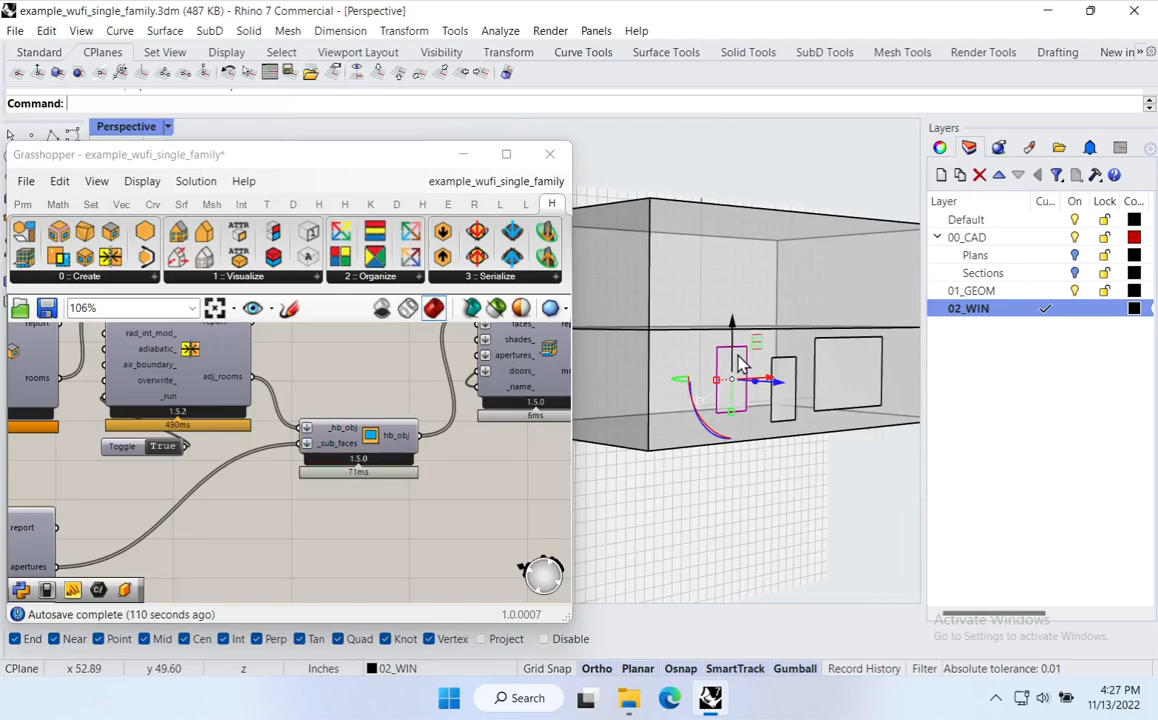 example_wufi_single_family.3dm (487 KB) - Rhino 7 Commercial - [Perspective]
File Edit View Curve Surface SubD Solid Mesh Dimension Transform Tools Analyze Render Panels Help
Standard CPlanes Set View Display Select Viewport Layout Visibility Transform Curve Tools Surface Tools Solid Tools SubD Tools Mesh Tools Render Tools Drafting New in
Command:
Perspective
Layers
Grasshopper - example_wufi_single_family*
File Edit View Display Solution Help example_wufi_single_family
Prm Math Set Vec Crv Srf Msh Int T D H H K D H E R L L H
Layer Cu... On Lock Co...
Default
00_CAD
Plans
Sections
01_GEOM
02_WIN
ATTR
ATTR
0 :: Create 1 :: Visualize 2 :: Organize 3 :: Serialize
106%
rooms
rad_int_mod_
adiabatic_
air_boundary_
overwrite_
_run
adj_rooms
1.5.2
490ms
Toggle True
_hb_obj
_sub_faces
hb_obj
1.5.0
71ms
faces_
shades_
apertures_
doors_
_name_
1.5.0
6ms
report
apertures
Autosave complete (110 seconds ago) 1.0.0007
Activate Windows
Go to Settings to activate Windows.
End Near Point Mid Cen Int Perp Tan Quad Knot Vertex Project Disable
CPlane x 52.89 y 49.60 z Inches 02_WIN Grid Snap Ortho Planar Osnap SmartTrack Gumball Record History Filter Absolute tolerance: 0.01
Search
4:27 PM
11/13/2022